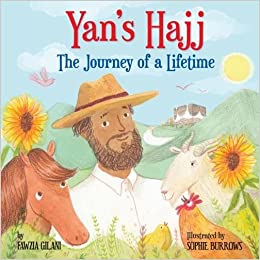 Yan's Hajj
The Journey of a Lifetime
by
FAWZIA GILANI
Illustrated by
SOPHIE BURROWS